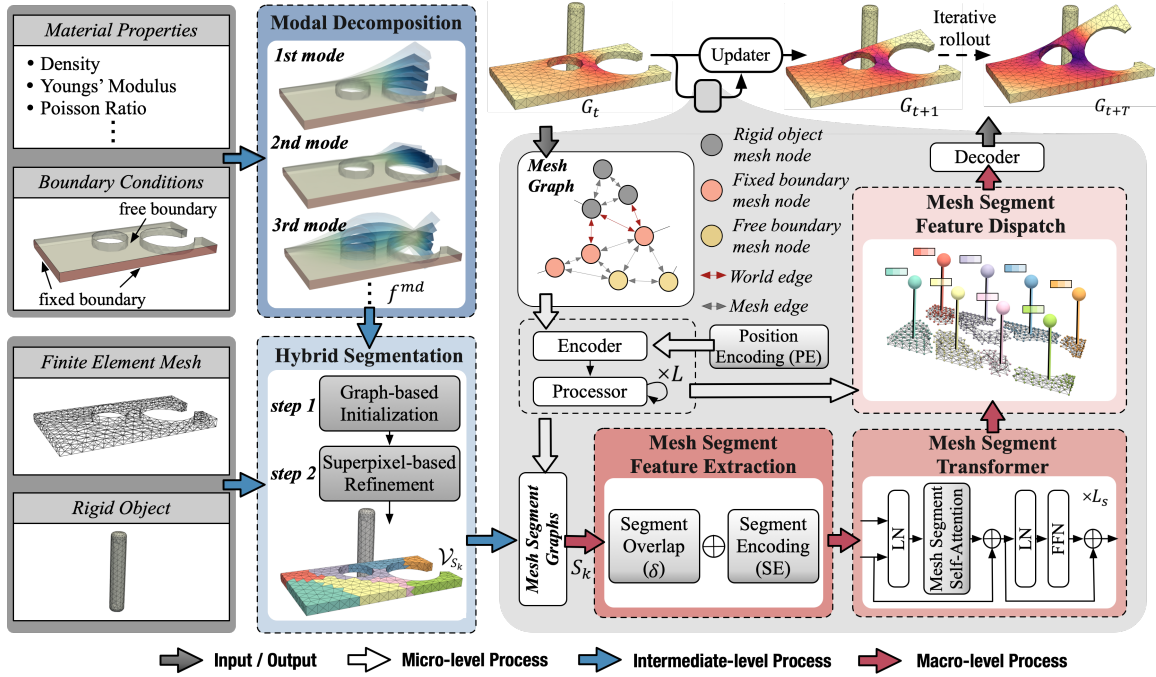 Material Properties
• Density
• Youngs' Modulus
• Poisson Ratio
⋮
Boundary Conditions
free boundary
fixed boundary
Finite Element Mesh
Rigid Object
Modal Decomposition
1st mode
2nd mode
3rd mode
f^{md}
Hybrid Segmentation
step 1
Graph-based
Initialization
step 2
Superpixel-based
Refinement
𝒱_{S_k}
G_t
Updater
G_{t+1}
Iterative
rollout
G_{t+T}
Mesh
Graph
Rigid object
mesh node
Fixed boundary
mesh node
Free boundary
mesh node
World edge
Mesh edge
Encoder
Position
Encoding (PE)
Processor
×L
Mesh Segment
Graphs
S_k
Mesh Segment
Feature Extraction
Segment
Overlap
(δ)
⊕
Segment
Encoding
(SE)
Decoder
Mesh Segment
Feature Dispatch
Mesh Segment
Transformer
LN
Mesh Segment
Self-Attention
LN
FFN
×L_s
Input / Output
Micro-level Process
Intermediate-level Process
Macro-level Process